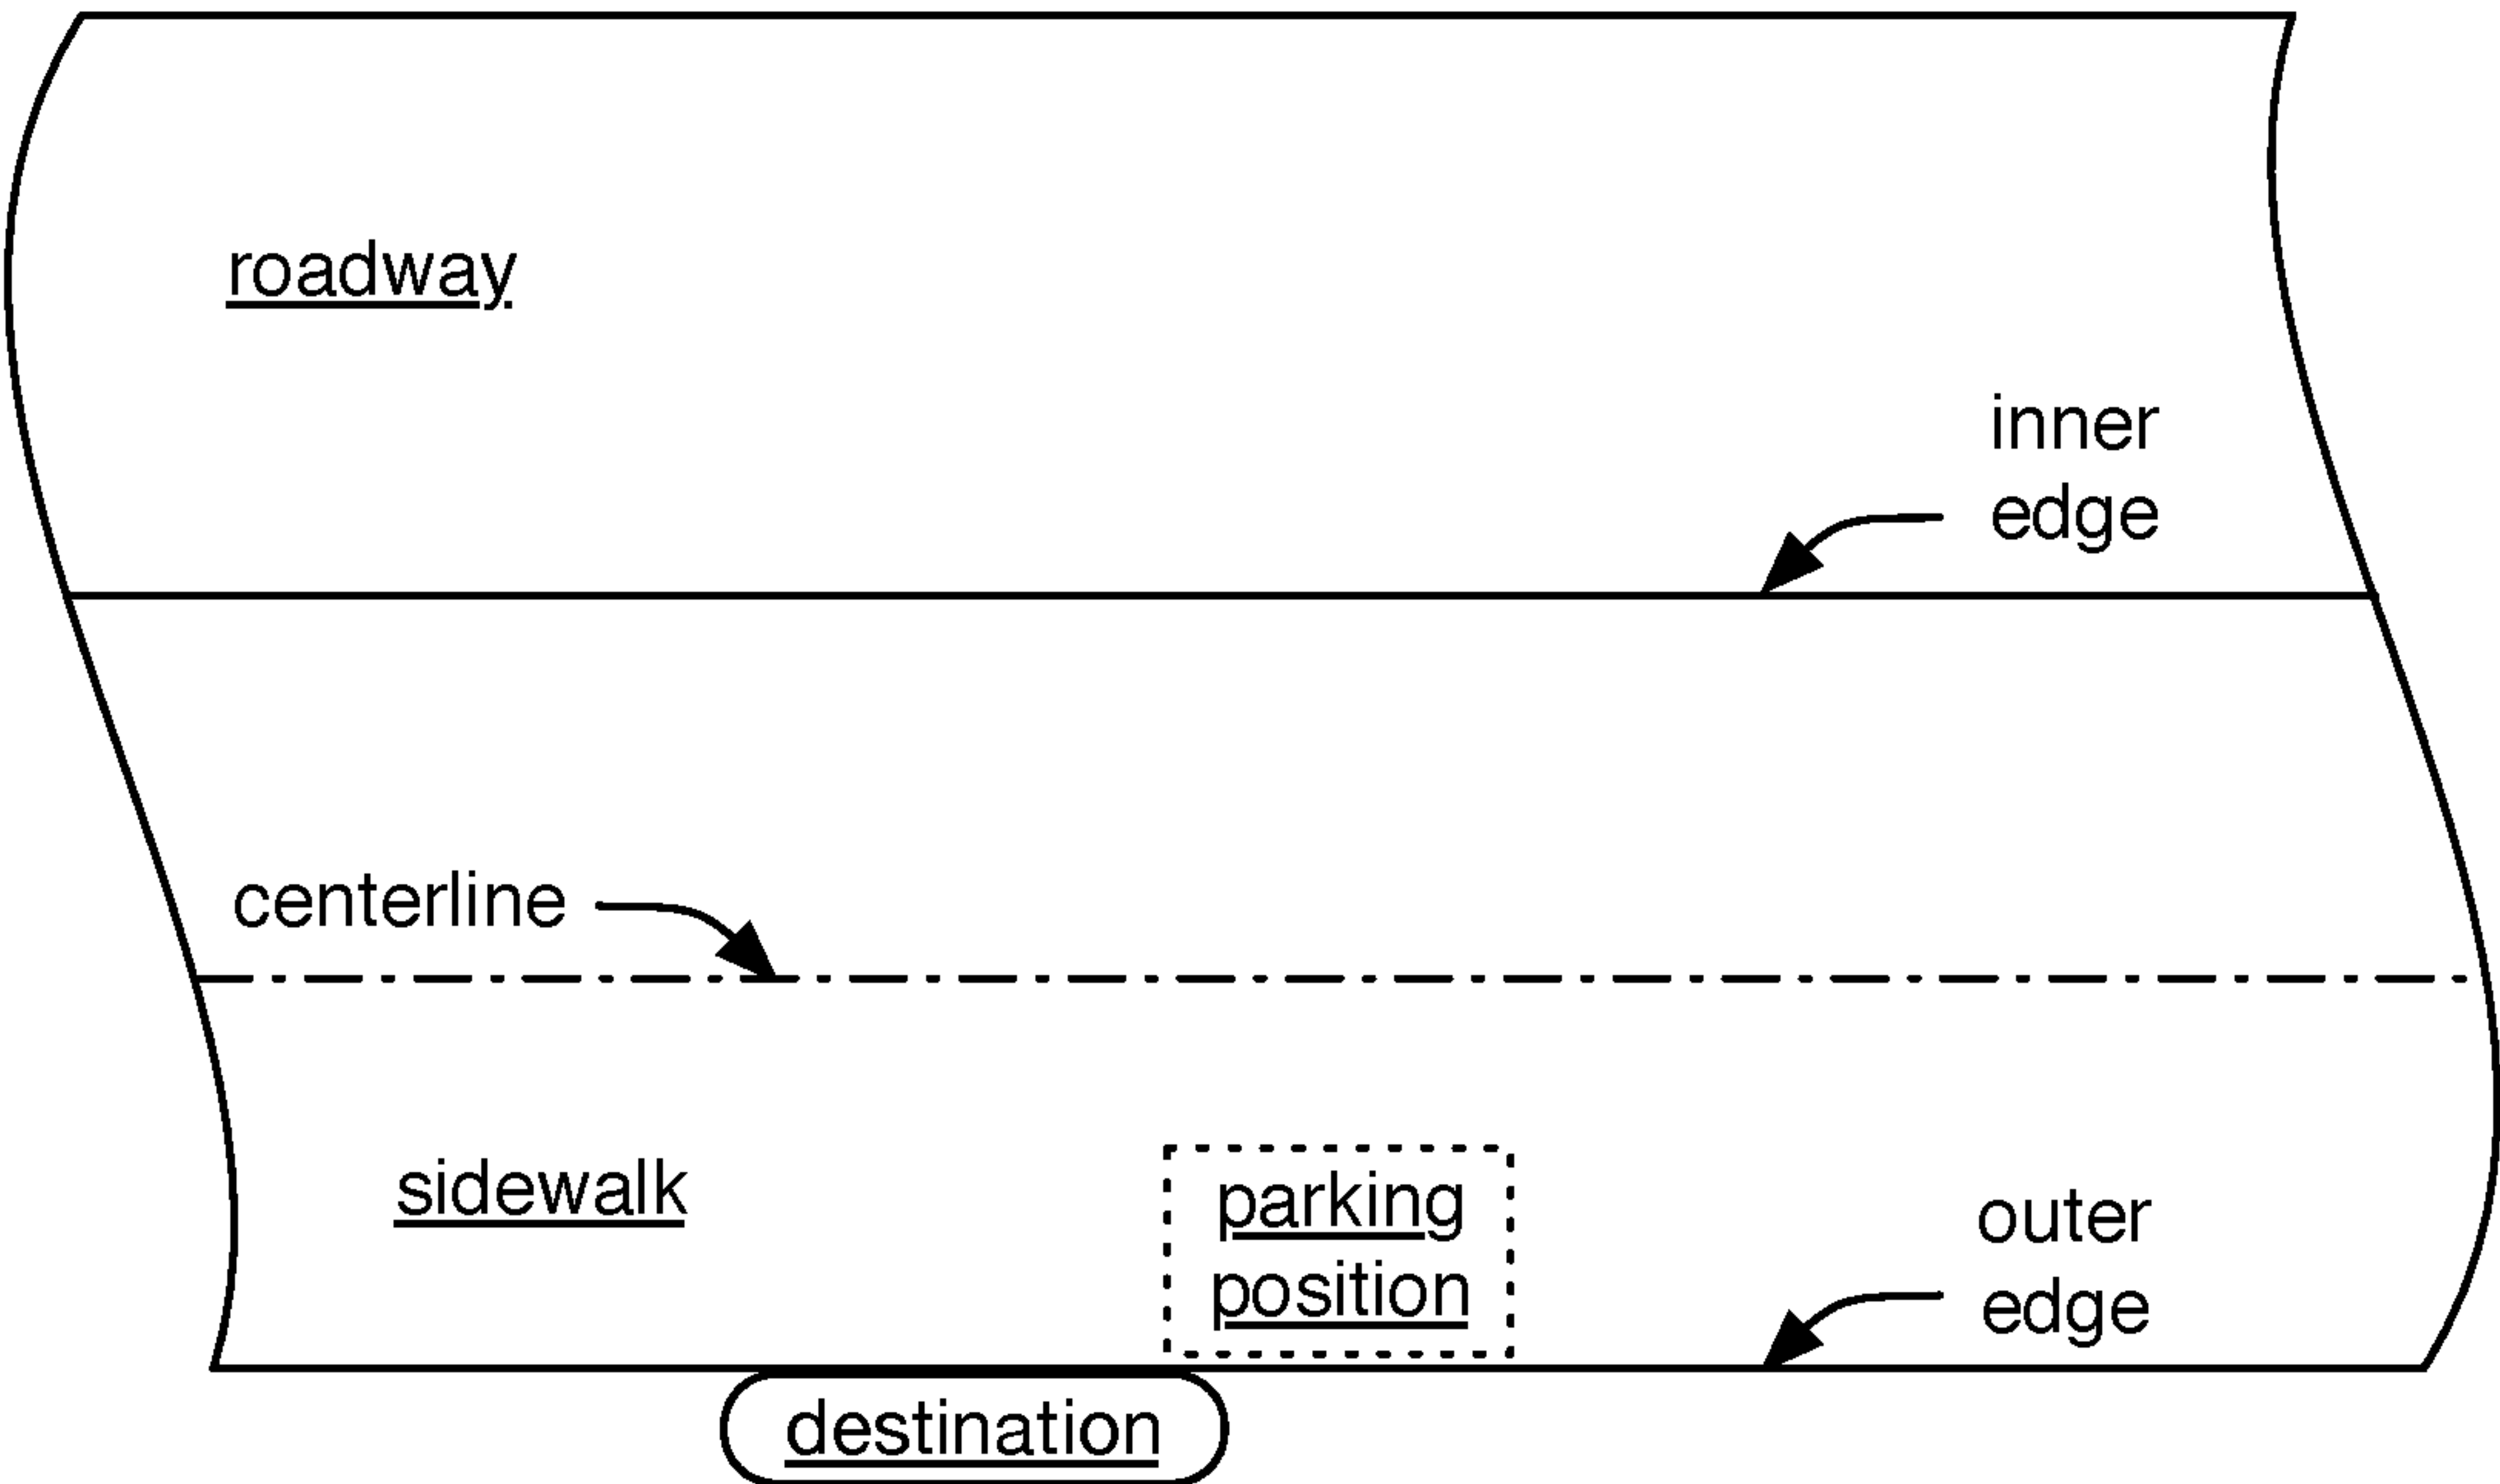 roadway
inner
edge
centerline
sidewalk
parking
position
outer
edge
destination